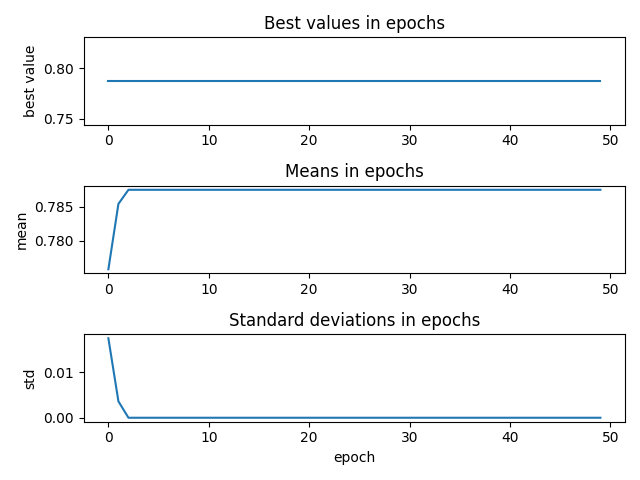 Best values in epochs
best value
0.80
0.75
0 10 20 30 40 50
Means in epochs
mean
0.785
0.780
0 10 20 30 40 50
Standard deviations in epochs
std
0.01
0.00
0 10 20 30 40 50
epoch